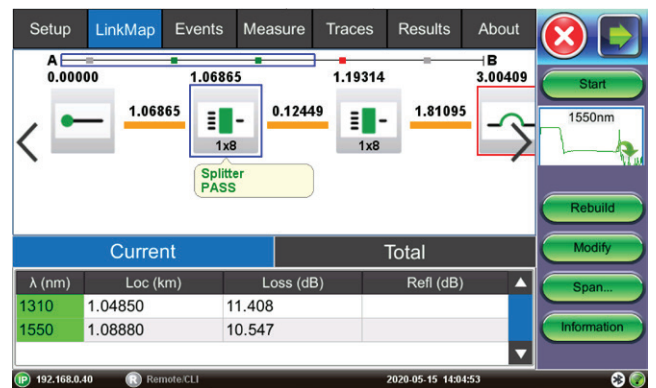 Setup LinkMap Events Measure Traces Results About
A B
0.00000 1.06865 1.19314 3.00409
1.06865 0.12449 1.81095
1x8 1x8
Splitter
PASS
Current Total
λ (nm) Loc (km) Loss (dB) Refl (dB)
1310 1.04850 11.408
1550 1.08880 10.547
Start
1550nm
Rebuild
Modify
Span...
Information
IP 192.168.0.40 R Remote/CLI 2020-05-15 14:04:53